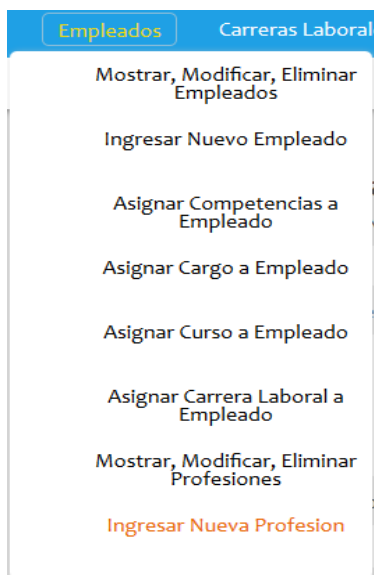 Empleados Carreras Laboral
Mostrar, Modificar, Eliminar
Empleados
Ingresar Nuevo Empleado
Asignar Competencias a
Empleado
Asignar Cargo a Empleado
Asignar Curso a Empleado
Asignar Carrera Laboral a
Empleado
Mostrar, Modificar, Eliminar
Profesiones
Ingresar Nueva Profesion